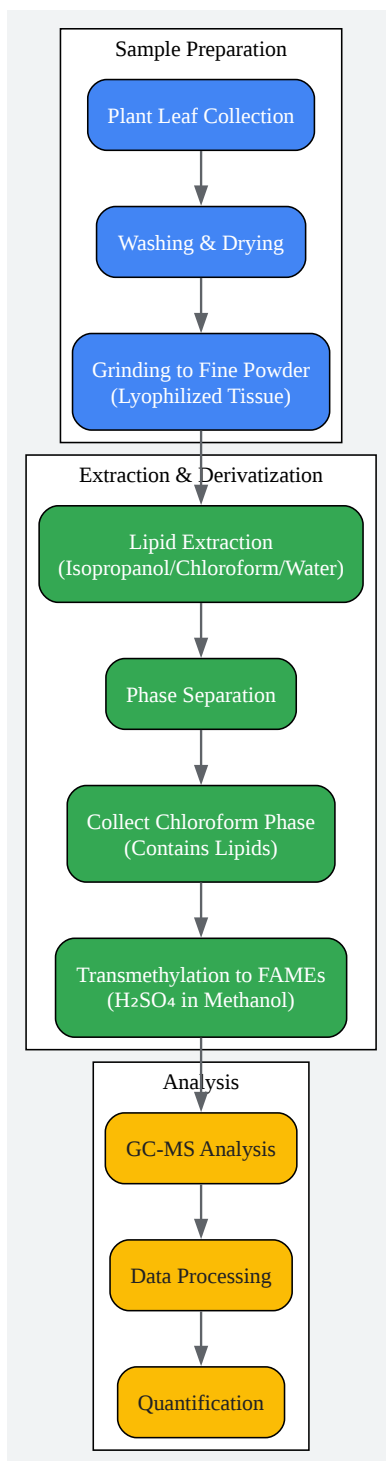 Sample Preparation
Plant Leaf Collection
Washing & Drying
Grinding to Fine Powder
(Lyophilized Tissue)
Extraction & Derivatization
Lipid Extraction
(Isopropanol/Chloroform/Water)
Phase Separation
Collect Chloroform Phase
(Contains Lipids)
Transmethylation to FAMEs
(H₂SO₄ in Methanol)
Analysis
GC-MS Analysis
Data Processing
Quantification